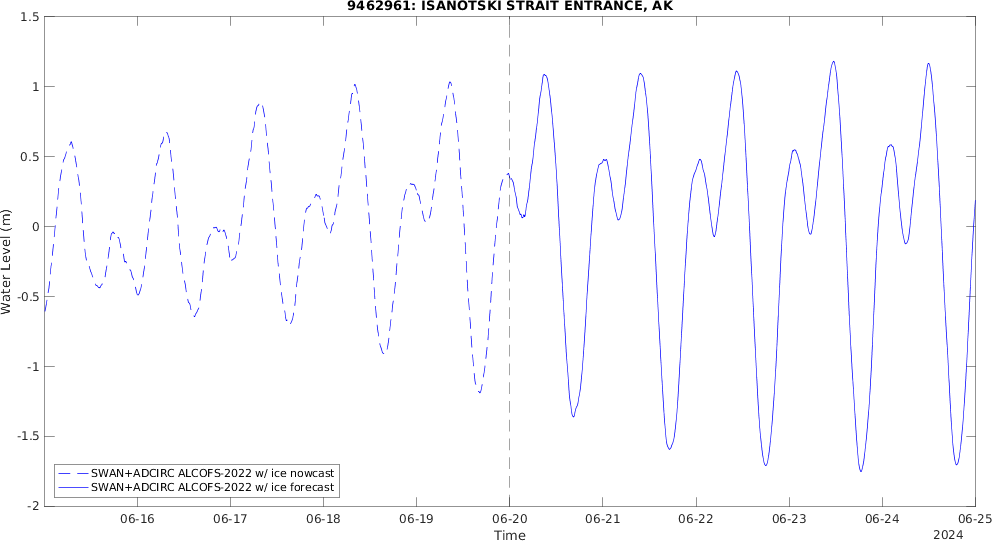 9462961: ISANOTSKI STRAIT ENTRANCE, AK
1.5
1
0.5
0
-0.5
-1
-1.5
-2
Water Level (m)
SWAN+ADCIRC ALCOFS-2022 w/ ice nowcast
SWAN+ADCIRC ALCOFS-2022 w/ ice forecast
06-16 06-17 06-18 06-19 06-20 06-21 06-22 06-23 06-24 06-25
Time
2024